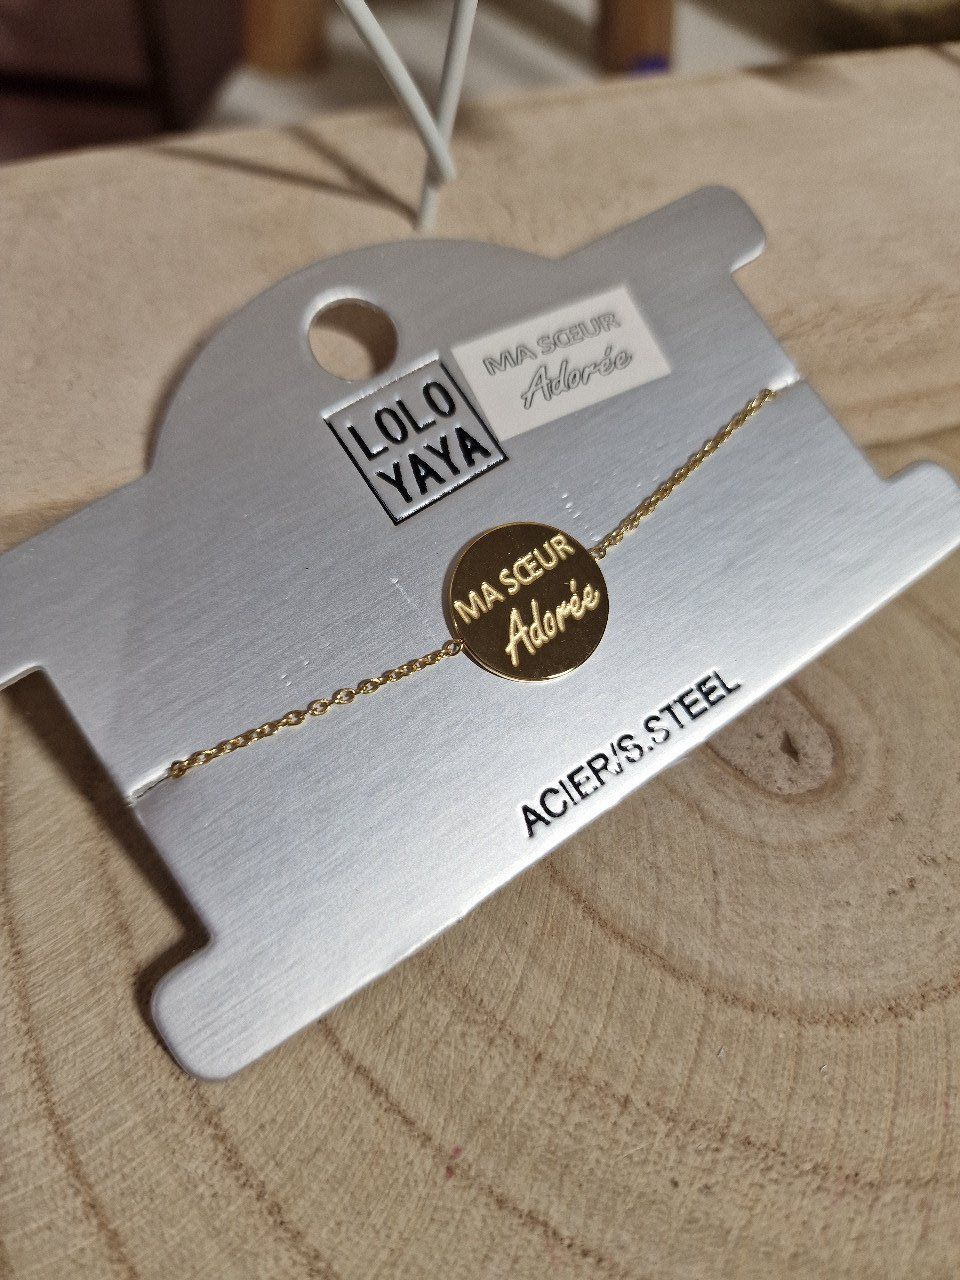 MA SŒUR
Adorée
LOLO
YAYA
MA SŒUR
Adorée
ACIER/S.STEEL